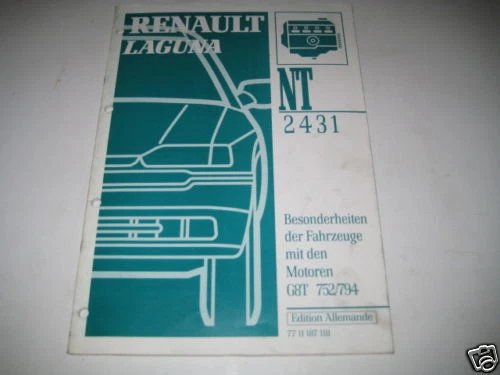 RENAULT
LAGUNA
NT
2431
Besonderheiten
der Fahrzeuge
mit den
Motoren
G8T 752/794
Edition Allemande
77 11 187 118